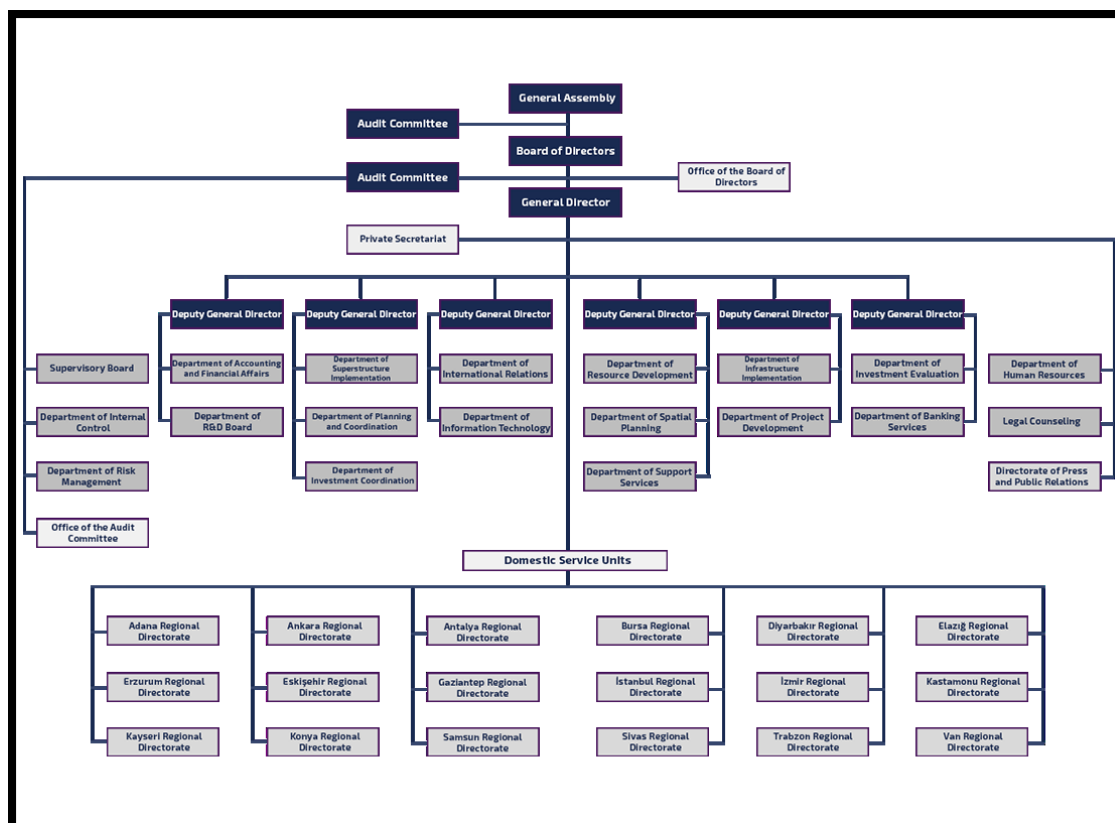 General Assembly
Audit Committee
Board of Directors
Audit Committee
Office of the Board of
Directors
General Director
Private Secretariat
Deputy General Director
Deputy General Director
Deputy General Director
Deputy General Director
Deputy General Director
Deputy General Director
Supervisory Board
Department of Accounting
and Financial Affairs
Department of
Superstructure
Implementation
Department of
International Relations
Department of
Resource Development
Department of
Infrastructure
Implementation
Department of
Investment Evaluation
Department of
Human Resources
Department of Internal
Control
Department of
R&D Board
Department of Planning
and Coordination
Department of
Information Technology
Department of Spatial
Planning
Department of Project
Development
Department of Banking
Services
Legal Counseling
Department of Risk
Management
Department of
Investment Coordination
Department of Support
Services
Directorate of Press
and Public Relations
Office of the Audit
Committee
Domestic Service Units
Adana Regional
Directorate
Ankara Regional
Directorate
Antalya Regional
Directorate
Bursa Regional
Directorate
Diyarbakır Regional
Directorate
Elazığ Regional
Directorate
Erzurum Regional
Directorate
Eskişehir Regional
Directorate
Gaziantep Regional
Directorate
İstanbul Regional
Directorate
İzmir Regional
Directorate
Kastamonu Regional
Directorate
Kayseri Regional
Directorate
Konya Regional
Directorate
Samsun Regional
Directorate
Sivas Regional
Directorate
Trabzon Regional
Directorate
Van Regional
Directorate